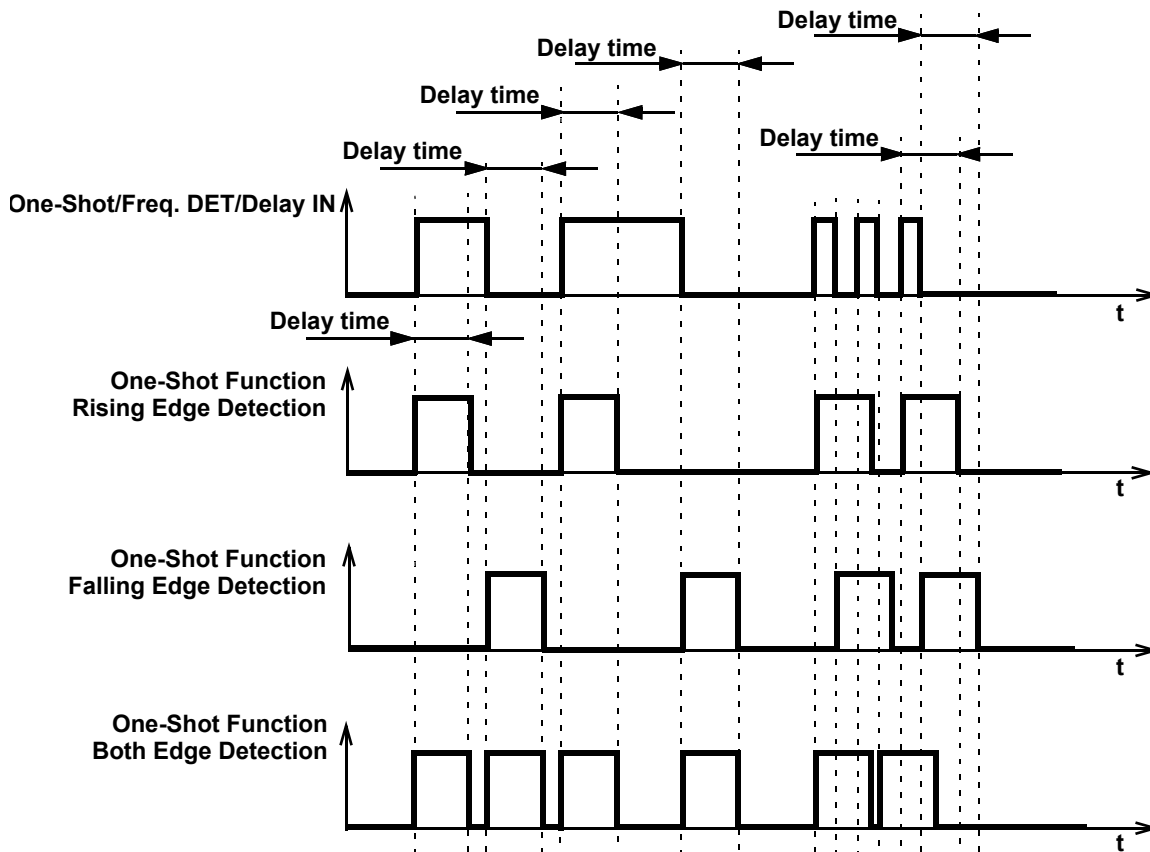 Delay time
Delay time
Delay time
Delay time
Delay time
One-Shot/Freq. DET/Delay IN
t
Delay time
One-Shot Function
Rising Edge Detection
t
One-Shot Function
Falling Edge Detection
t
One-Shot Function
Both Edge Detection
t